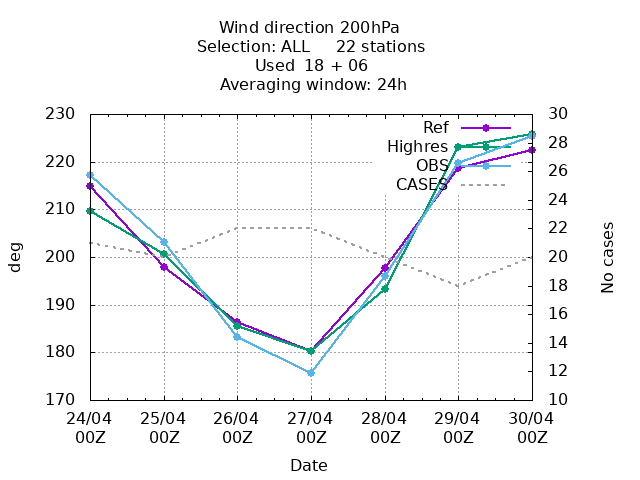 Wind direction 200hPa
Selection: ALL 22 stations
Used 18 + 06
Averaging window: 24h
230 30
220 28
210 26
200 24
190 22
180 20
170 18
16
14
12
10
deg
No cases
Ref
Highres
OBS
CASES
24/04 25/04 26/04 27/04 28/04 29/04 30/04
00Z 00Z 00Z 00Z 00Z 00Z 00Z
Date